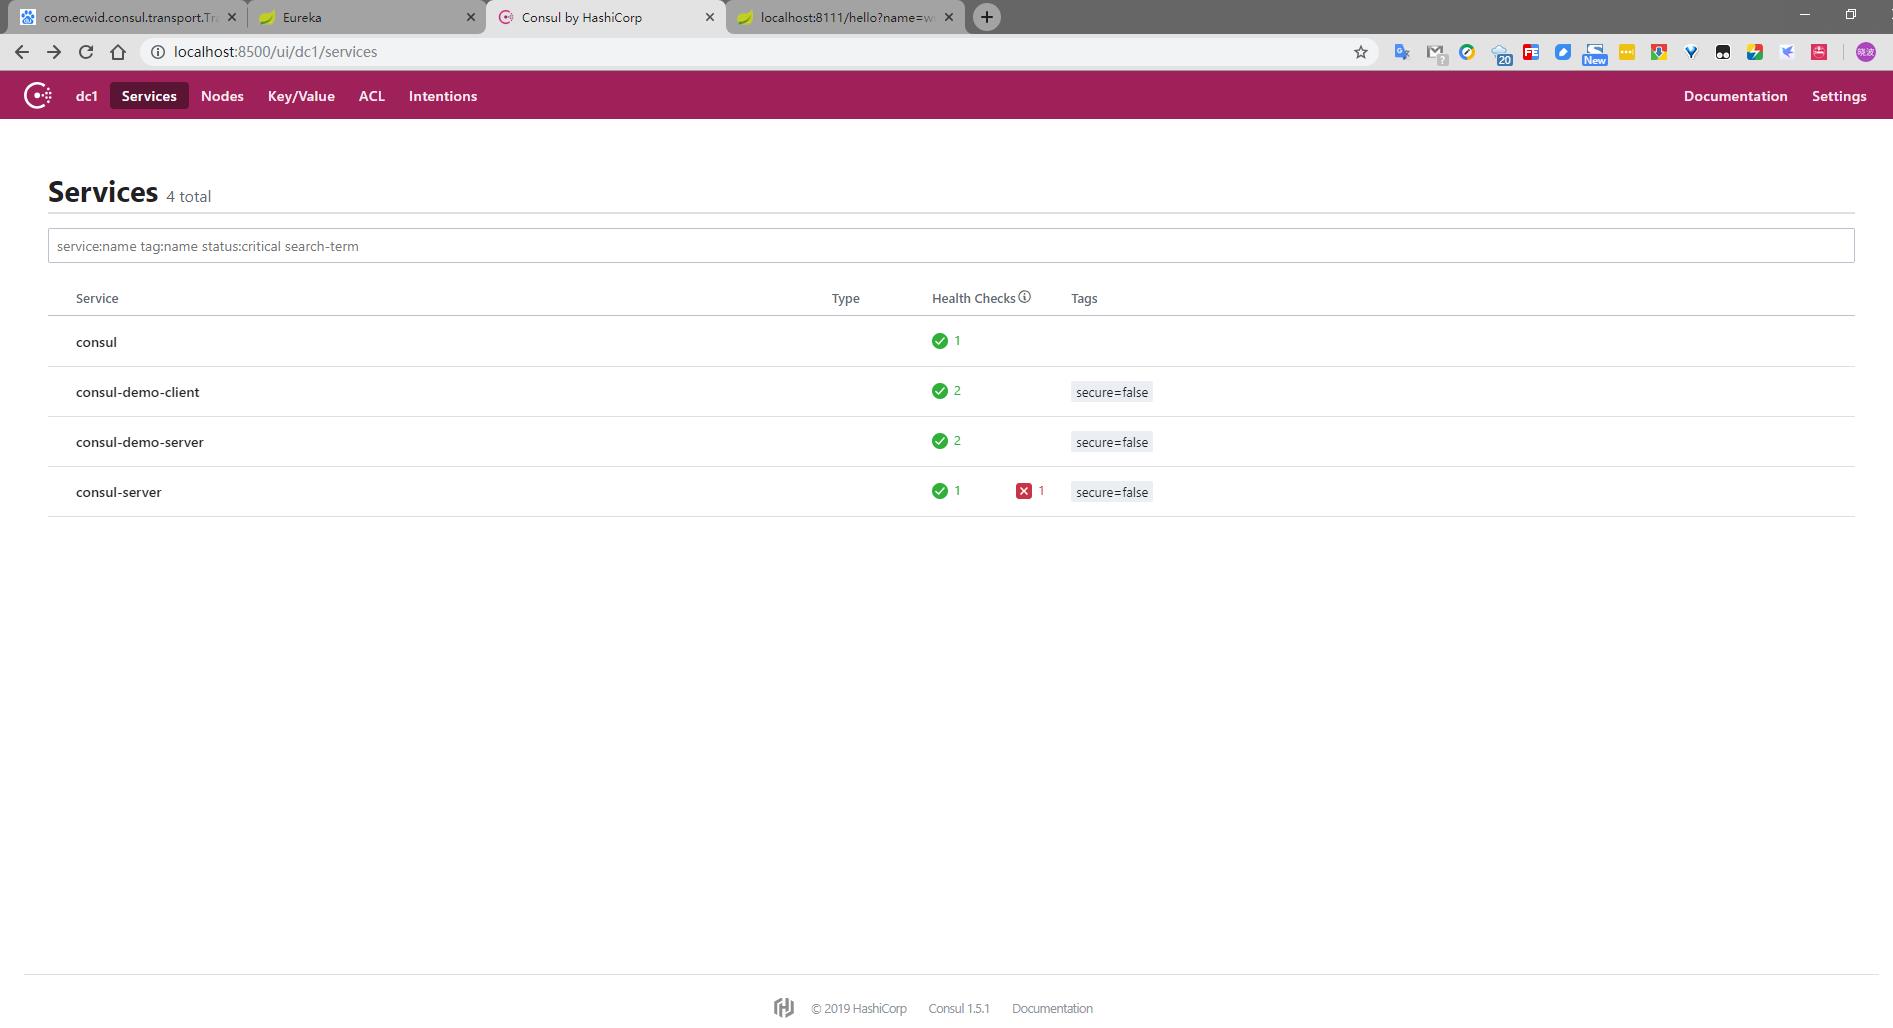 com.ecwid.consul.transport.Tra
Eureka
Consul by HashiCorp
localhost:8111/hello?name=w
localhost:8500/ui/dc1/services
20
New
dc1 Services Nodes Key/Value ACL Intentions Documentation Settings
Services 4 total
service:name tag:name status:critical search-term
Service Type Health Checks Tags
consul 1
consul-demo-client 2 secure=false
consul-demo-server 2 secure=false
consul-server 1 1 secure=false
© 2019 HashiCorp Consul 1.5.1 Documentation